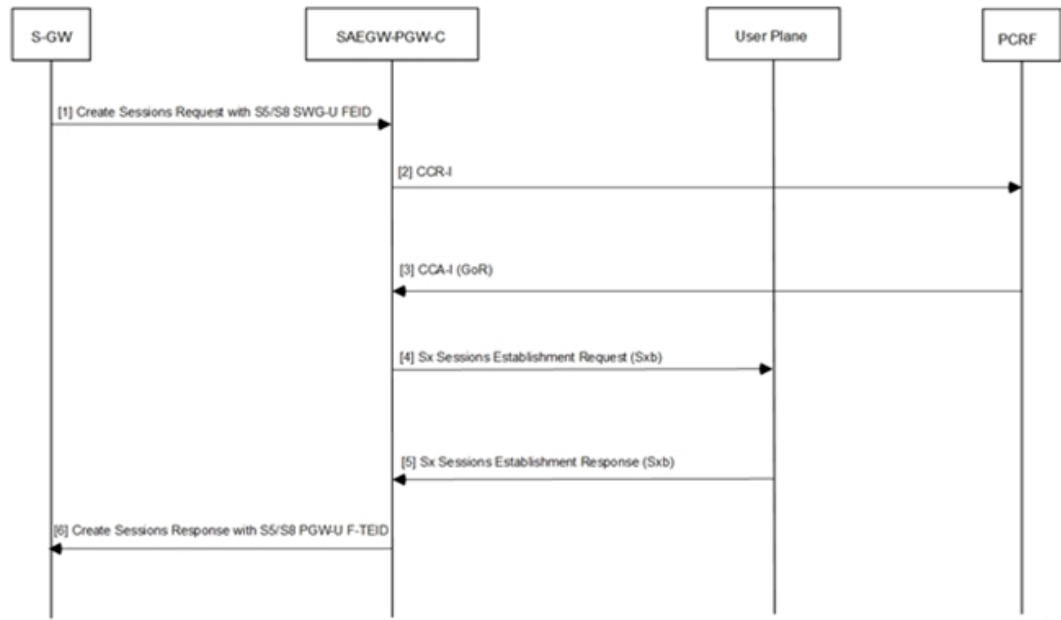 S-GW
SAEGW-PGW-C
User Plane
PCRF
[1] Create Sessions Request with S5/S8 SWG-U FEID
[2] CCR-I
[3] CCA-I (GoR)
[4] Sx Sessions Establishment Request (Sxb)
[5] Sx Sessions Establishment Response (Sxb)
[6] Create Sessions Response with S5/S8 PGW-U F-TEID